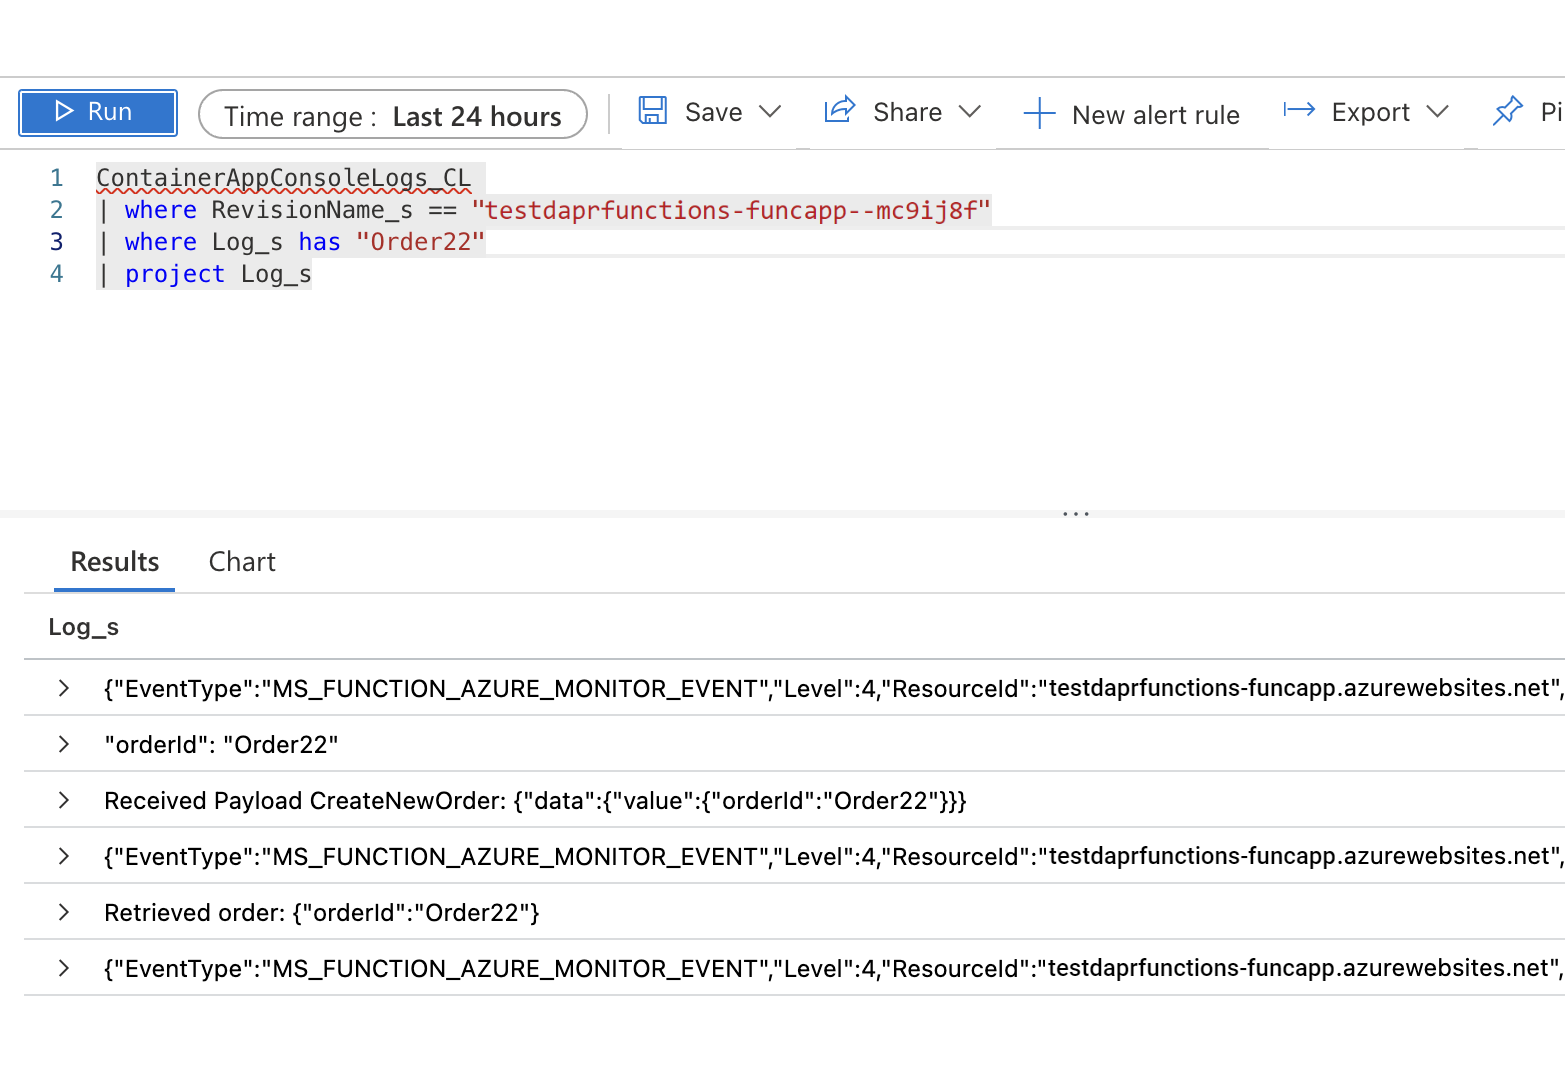 Run Time range : Last 24 hours Save Share New alert rule Export Pi
1 ContainerAppConsoleLogs_CL
2 | where RevisionName_s == "testdaprfunctions-funcapp--mc9ij8f"
3 | where Log_s has "Order22"
4 | project Log_s
...
Results Chart
Log_s
{"EventType":"MS_FUNCTION_AZURE_MONITOR_EVENT","Level":4,"ResourceId":"testdaprfunctions-funcapp.azurewebsites.net",
"orderId": "Order22"
Received Payload CreateNewOrder: {"data":{"value":{"orderId":"Order22"}}}
{"EventType":"MS_FUNCTION_AZURE_MONITOR_EVENT","Level":4,"ResourceId":"testdaprfunctions-funcapp.azurewebsites.net",
Retrieved order: {"orderId":"Order22"}
{"EventType":"MS_FUNCTION_AZURE_MONITOR_EVENT","Level":4,"ResourceId":"testdaprfunctions-funcapp.azurewebsites.net",